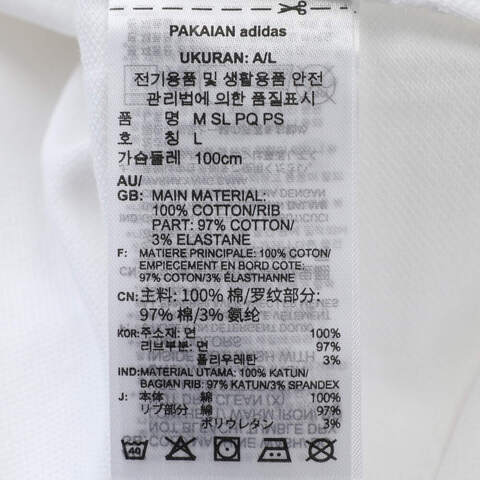 PAKAIAN adidas
UKURAN: A/L
전기용품 및 생활용품 안전
관리법에 의한 품질표시
품 명 M SL PQ PS
호 칭 L
가슴둘레 100cm
AU/
GB: MAIN MATERIAL:
100% COTTON/RIB
PART: 97% COTTON/
3% ELASTANE
F: MATIERE PRINCIPALE: 100% COTON/
EMPIECEMENT EN BORD COTE:
97% COTON/3% ELASTHANNE
CN: 主料: 100% 棉/罗纹部分:
97% 棉/3% 氨纶
KOR: 주소재: 면 100%
리브부분: 면 97%
폴리우레탄 3%
IND: MATERIAL UTAMA: 100% KATUN/
BAGIAN RIB: 97% KATUN/3% SPANDEX
J: 本体 綿 100%
リブ部分 綿 97%
ポリウレタン 3%
40